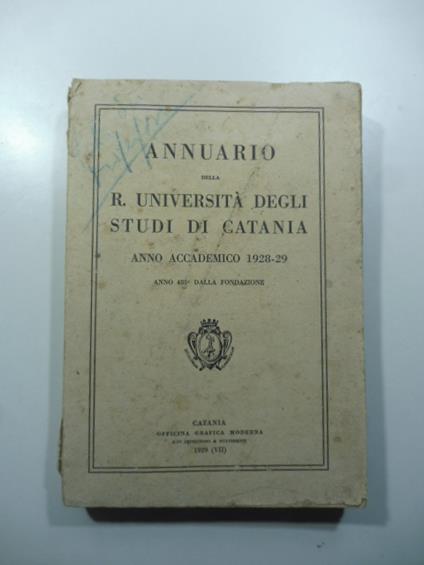 ANNUARIO
DELLA
R. UNIVERSITÀ DEGLI
STUDI DI CATANIA
ANNO ACCADEMICO 1928-29
ANNO 485º DALLA FONDAZIONE
CATANIA
OFFICINA GRAFICA MODERNA
1929 (VII)